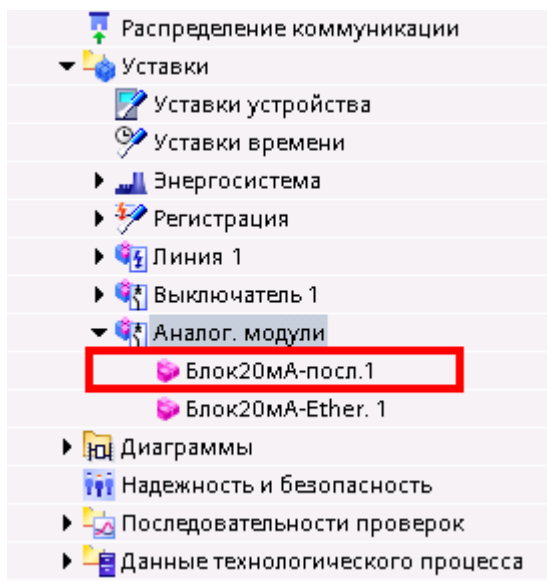 Распределение коммуникации
Уставки
Уставки устройства
Уставки времени
Энергосистема
Регистрация
Линия 1
Выключатель 1
Аналог. модули
Блок20мА-посл.1
Блок20мА-Ether. 1
Диаграммы
Надежность и безопасность
Последовательности проверок
Данные технологического процесса